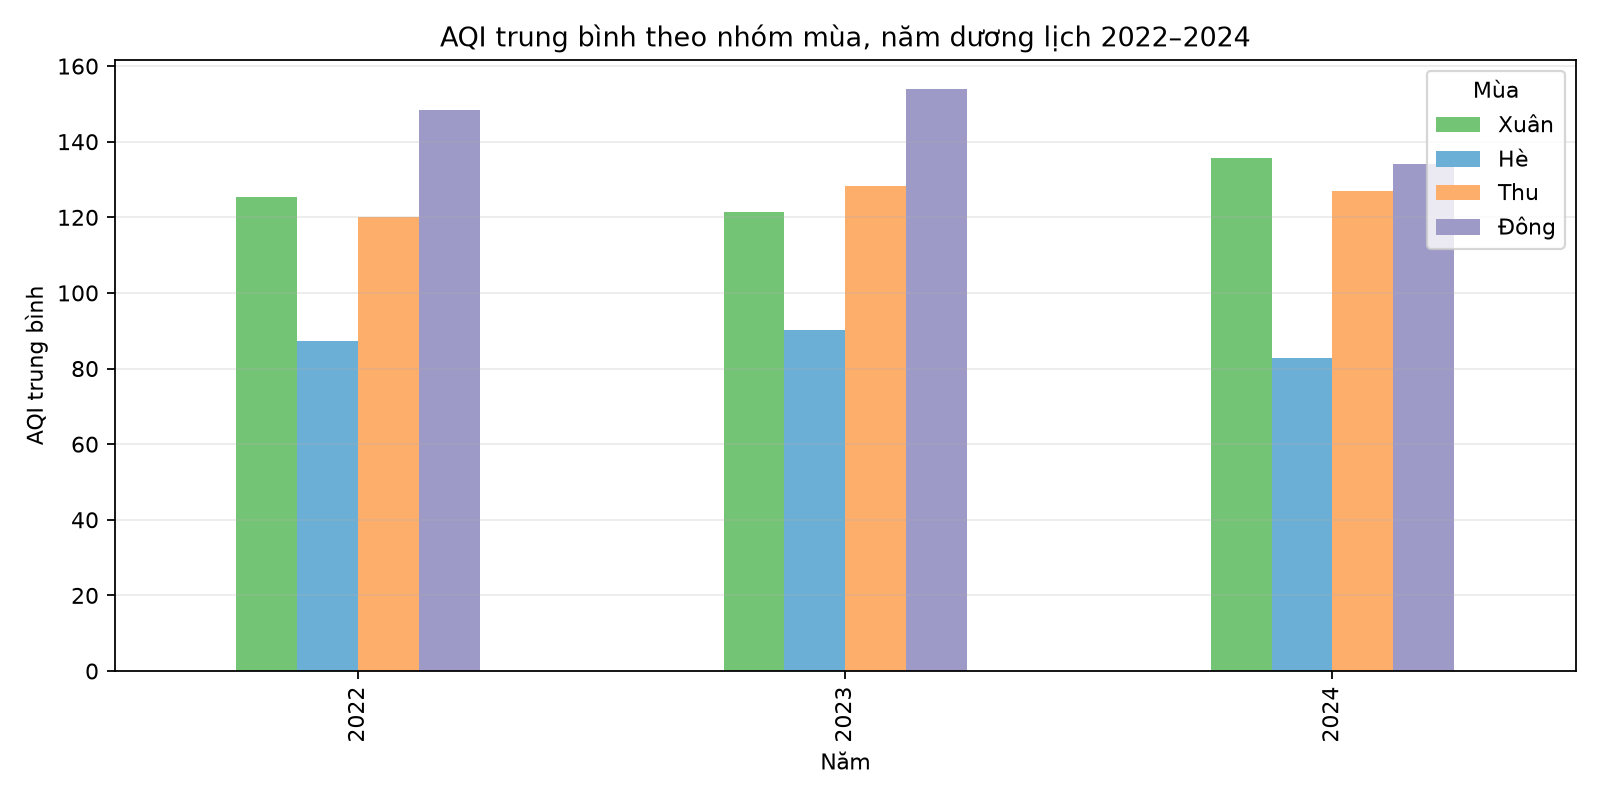 AQI trung bình theo nhóm mùa, năm dương lịch 2022–2024
AQI trung bình
160
140
120
100
80
60
40
20
0
Mùa
Xuân
Hè
Thu
Đông
2022
2023
2024
Năm